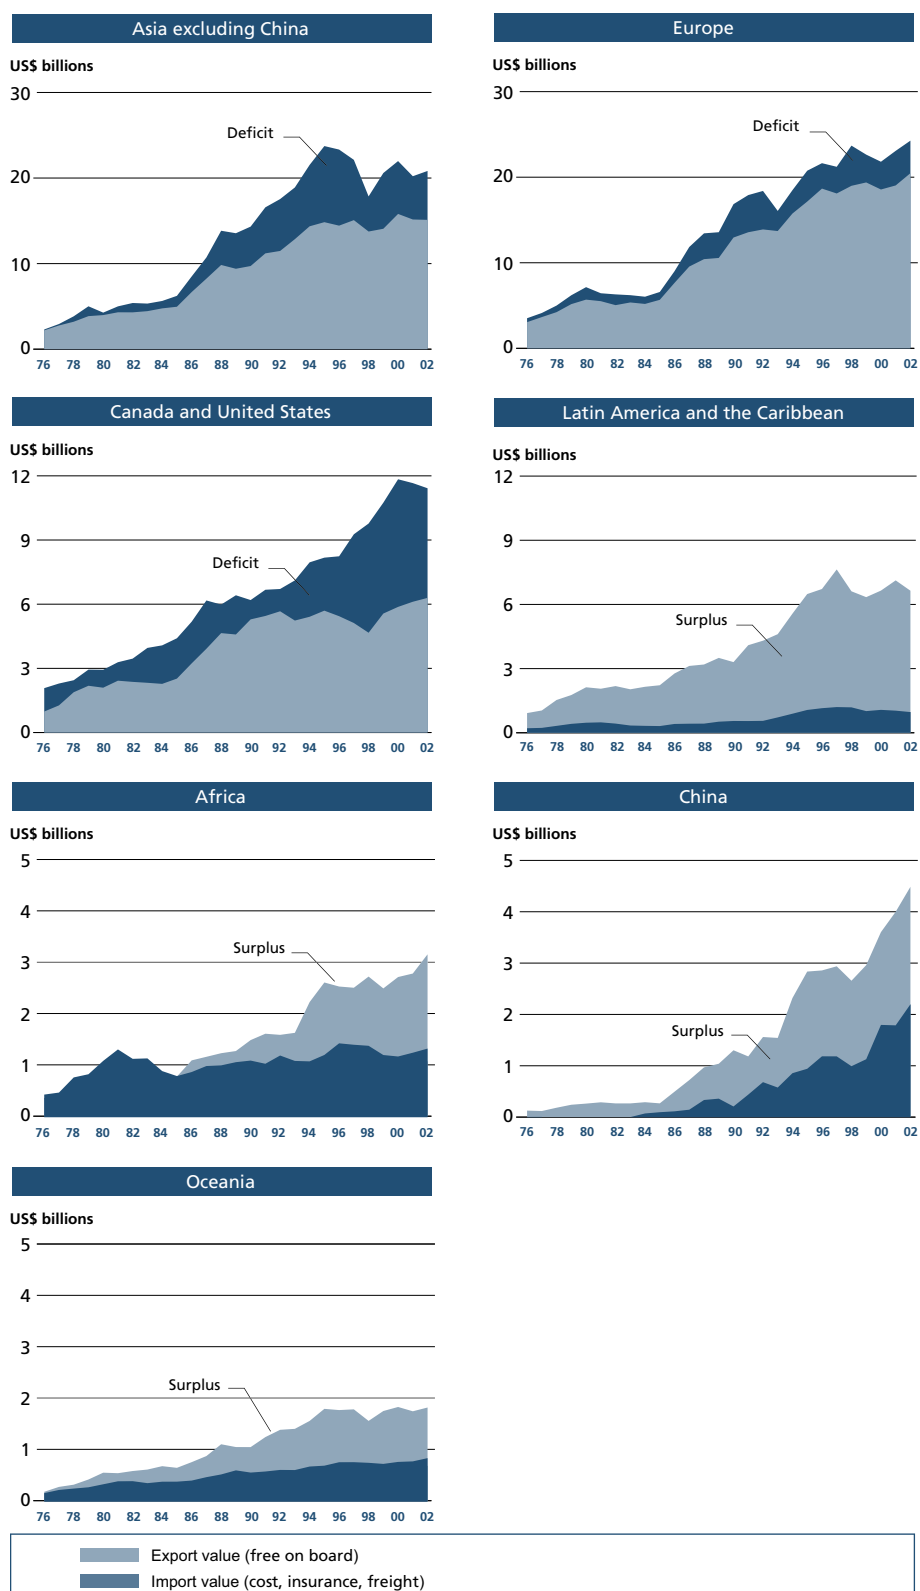 Asia excluding China
US$ billions
30
Deficit
20
10
0
76 78 80 82 84 86 88 90 92 94 96 98 00 02
Europe
US$ billions
30
Deficit
20
10
0
76 78 80 82 84 86 88 90 92 94 96 98 00 02
Canada and United States
US$ billions
12
9
Deficit
6
3
0
76 78 80 82 84 86 88 90 92 94 96 98 00 02
Latin America and the Caribbean
US$ billions
12
9
6
Surplus
3
0
76 78 80 82 84 86 88 90 92 94 96 98 00 02
Africa
US$ billions
5
4
Surplus
3
2
1
0
76 78 80 82 84 86 88 90 92 94 96 98 00 02
China
US$ billions
5
4
3
2
Surplus
1
0
76 78 80 82 84 86 88 90 92 94 96 98 00 02
Oceania
US$ billions
5
4
3
Surplus
2
1
0
76 78 80 82 84 86 88 90 92 94 96 98 00 02
Export value (free on board)
Import value (cost, insurance, freight)